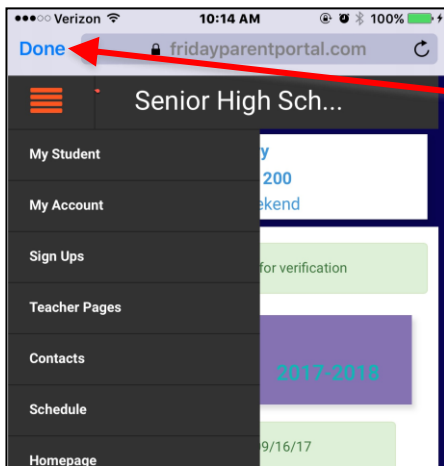 Verizon 10:14 AM 100%
Done fridayparentportal.com
Senior High Sch...
My Student
y
200
My Account
ekend
Sign Ups
for verification
Teacher Pages
Contacts
2017-2018
Schedule
09/16/17
Homepage